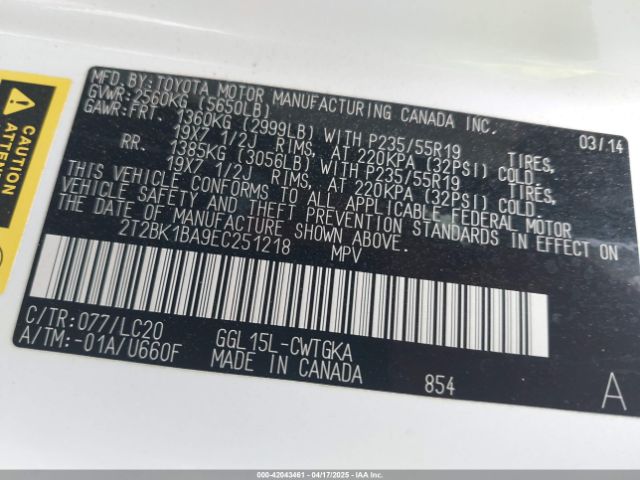 MFD. BY: TOYOTA MOTOR MANUFACTURING CANADA INC. 03/14
GVWR: 2560KG (5650LB)
GAWR: FRT. 1360KG (2999LB) WITH P235/55R19 TIRES,
19X7 1/2J RIMS, AT 220KPA (32PSI) COLD
RR. 1385KG (3056LB) WITH P235/55R19 TIRES,
19X7 1/2J RIMS, AT 220KPA (32PSI) COLD.
THIS VEHICLE CONFORMS TO ALL APPLICABLE FEDERAL MOTOR
VEHICLE SAFETY AND THEFT PREVENTION STANDARDS IN EFFECT ON
THE DATE OF MANUFACTURE SHOWN ABOVE.
2T2BK1BA9EC251218 MPV
C/TR: 077/LC20 GGL15L-CWTGKA
A/TM: -01A/U660F MADE IN CANADA 854 A
ATTENTION
000-42043461 - 04/17/2025 - IAAI.COM